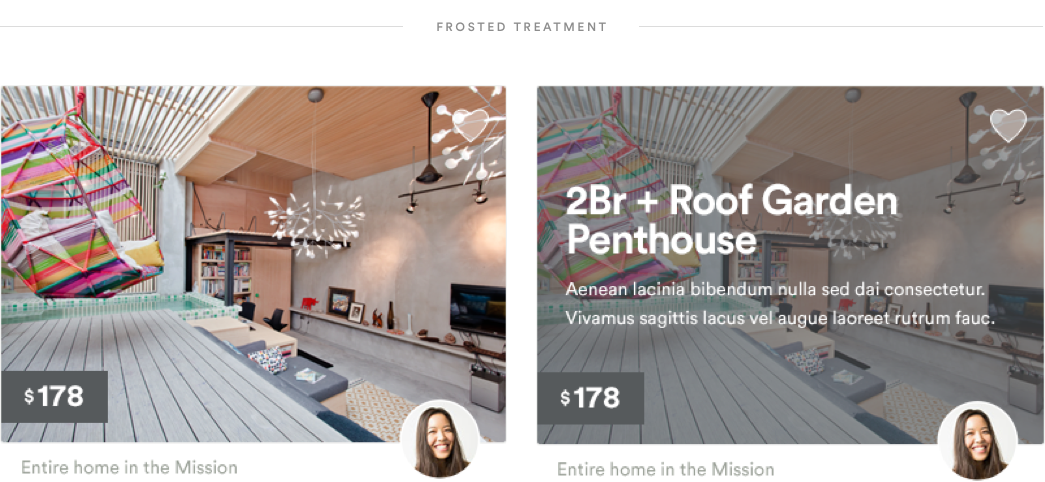 FROSTED TREATMENT
2Br + Roof Garden
Penthouse
Aenean lacinia bibendum nulla sed dai consectetur.
Vivamus sagittis lacus vel augue laoreet rutrum fauc.
$178
$178
Entire home in the Mission
Entire home in the Mission